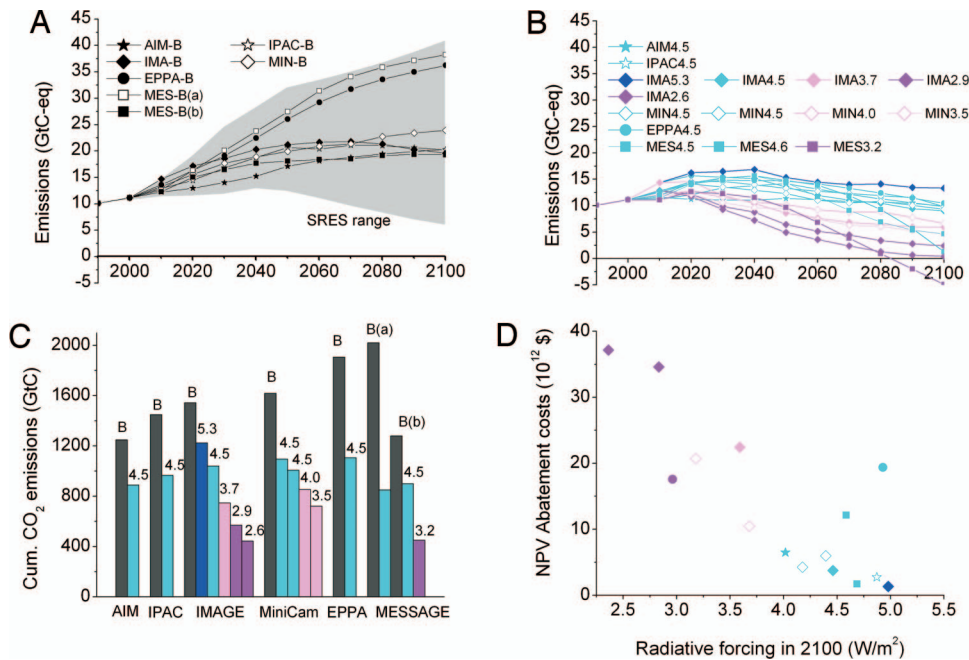 A
Emissions (GtC-eq)
45
40
35
30
25
20
15
10
5
0
-5
AIM-B
IMA-B
EPPA-B
MES-B(a)
MES-B(b)
IPAC-B
MIN-B
SRES range
2000 2020 2040 2060 2080 2100
B
Emissions (GtC-eq)
45
40
35
30
25
20
15
10
5
0
-5
AIM4.5
IPAC4.5
IMA5.3 IMA4.5 IMA3.7 IMA2.9
IMA2.6
MIN4.5 MIN4.5 MIN4.0 MIN3.5
EPPA4.5
MES4.5 MES4.6 MES3.2
2000 2020 2040 2060 2080 2100
C
Cum. CO2 emissions (GtC)
2000
1600
1200
800
400
0
B
4.5
B
4.5
B
5.3
4.5
3.7
2.9
2.6
B
4.5
4.5
4.0
3.5
B
4.5
B(a)
B(b)
4.5
3.2
AIM IPAC IMAGE MiniCam EPPA MESSAGE
D
NPV Abatement costs (10^12 $)
40
30
20
10
0
2.5 3.0 3.5 4.0 4.5 5.0 5.5
Radiative forcing in 2100 (W/m²)